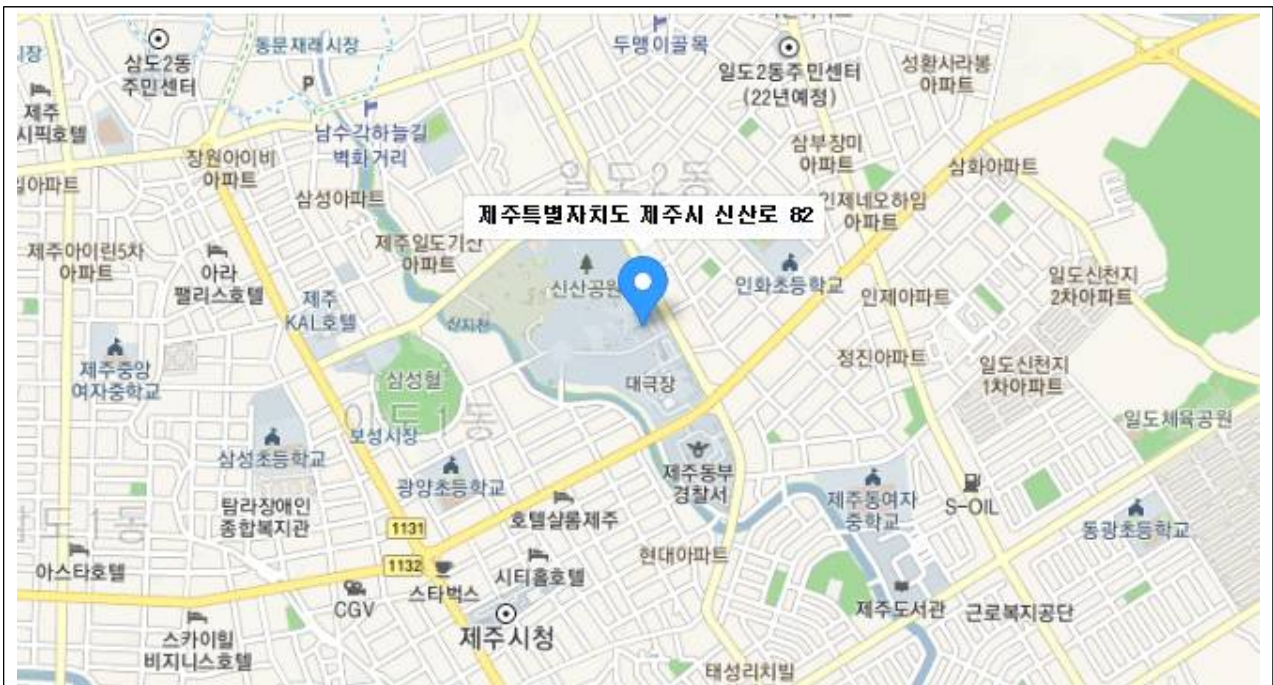 동문재래시장
두맹이골목
삼도2동
주민센터
일도2동주민센터
(22년예정)
성환사라봉
아파트
P
제주
시픽호텔
남수각하늘길
벽화거리
장원아이비
아파트
삼부장미
아파트
삼화아파트
일도2동
삼성아파트
인제네오하임
아파트
제주특별자치도 제주시 신산로 82
제주아이린5차
아파트
아라
팰리스호텔
제주일도기산
아파트
신산공원
인화초등학교
인제아파트
일도신천지
2차아파트
제주
KAL호텔
산지천
제주중앙
여자중학교
삼성혈
대극장
정진아파트
일도신천지
1차아파트
이도1동
보성시장
일도체육공원
삼성초등학교
광양초등학교
제주동부
경찰서
탐라장애인
종합복지관
호텔샬롬제주
제주동여자
중학교
S-OIL
동광초등학교
1131
아스타호텔
1132
스타벅스
시티홀호텔
현대아파트
CGV
제주시청
제주도서관
근로복지공단
스카이힐
비지니스호텔
태성리치빌